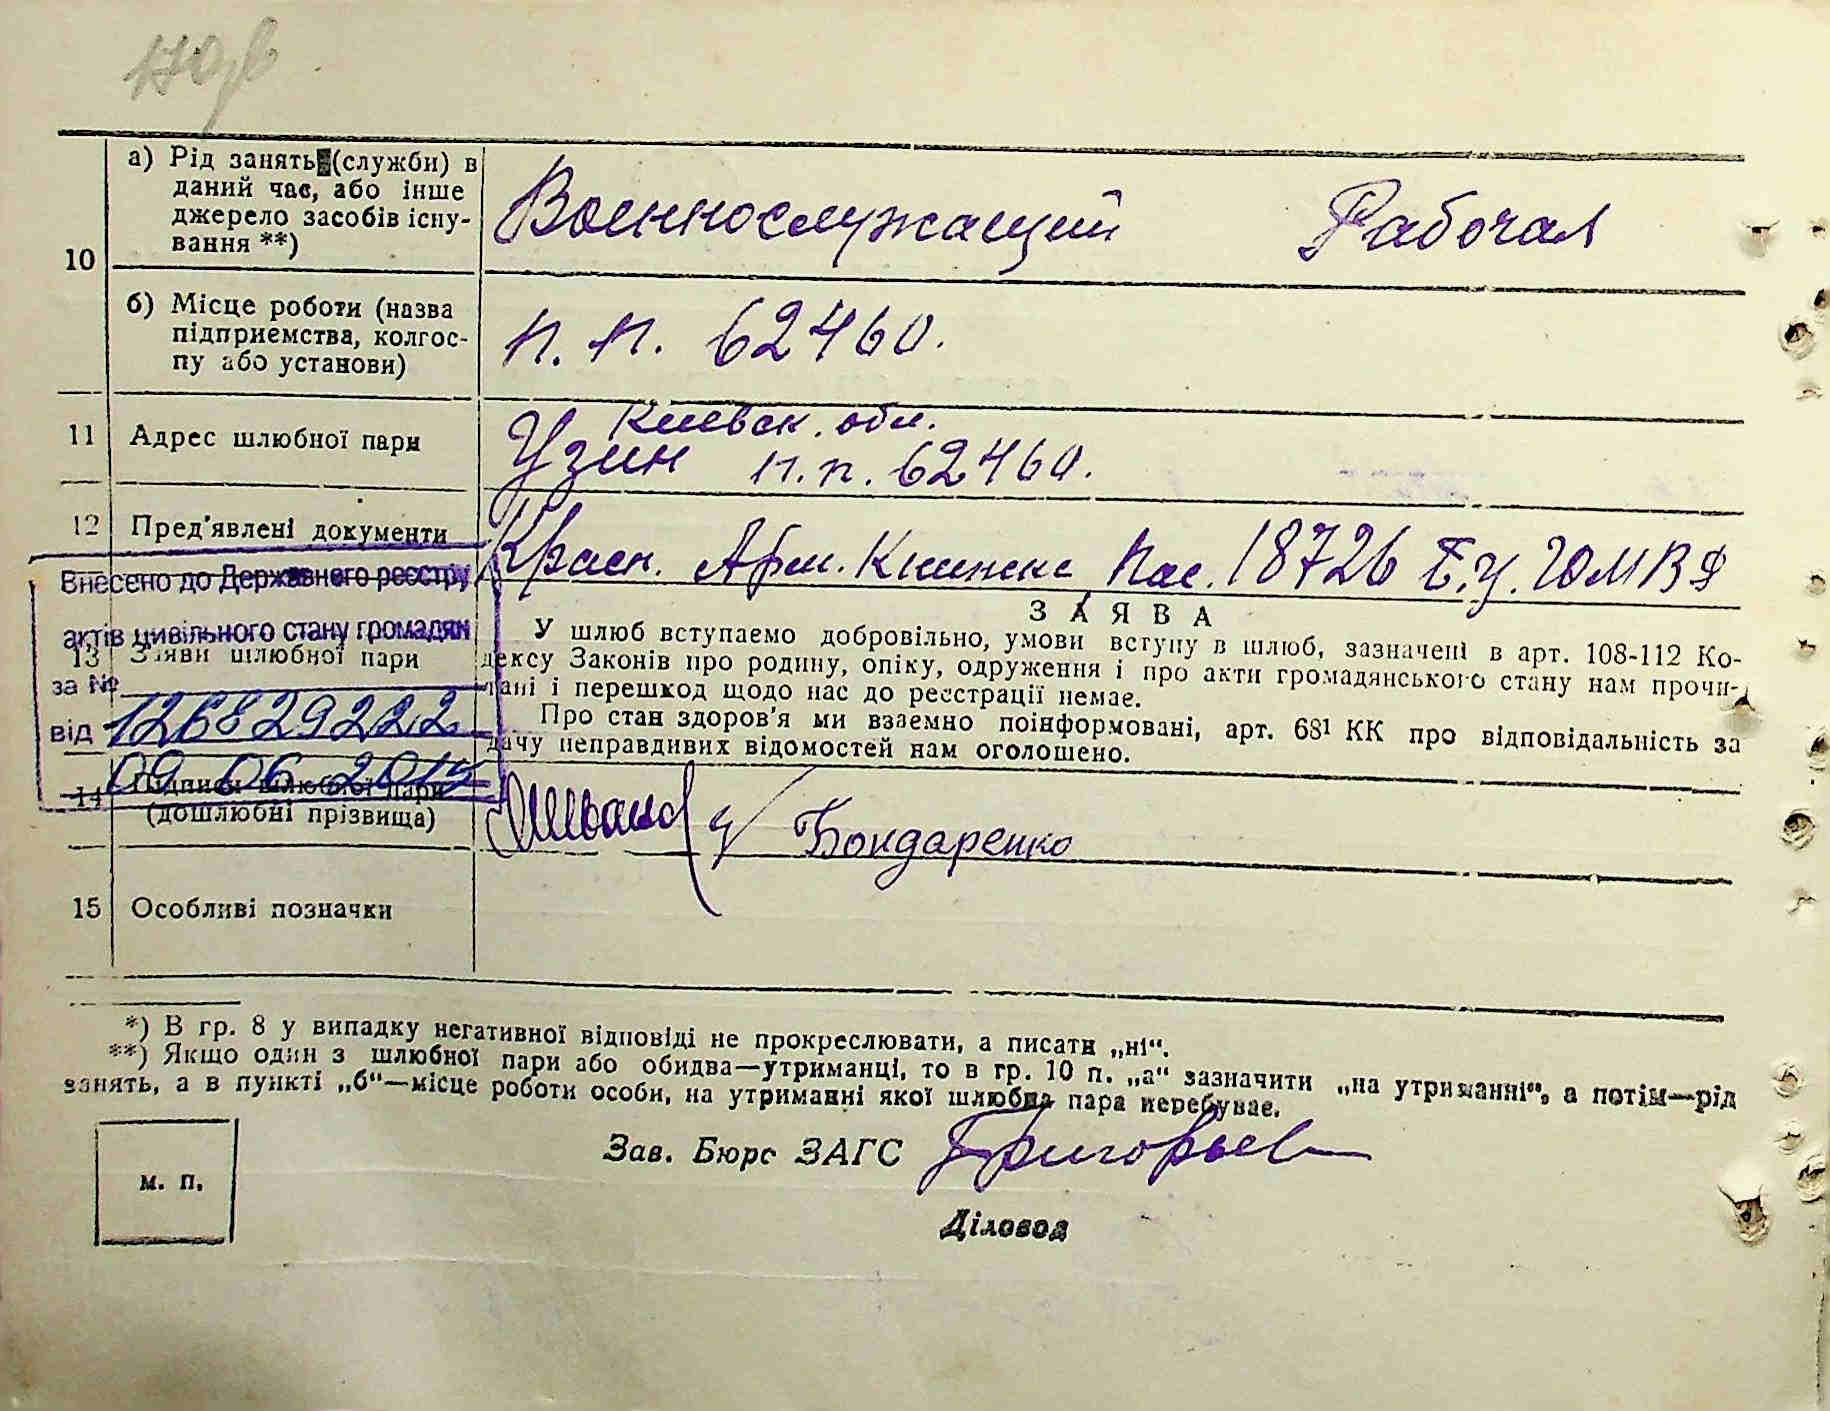 а) Рід занять (служби) в
даний час, або інше
джерело засобів існу-
вання **)
10
Военнослужащий Рабочая
б) Місце роботи (назва
підприємства, колгос-
пу або установи)
п. п. 62460.
11 Адрес шлюбної пари
Киевск. обл.
Узин п.п. 62460.
12 Пред'явлені документи
Красн. Арм. Книжка Пас. 18726
Внесено до Державного реєстру
актів цивільного стану громадян
за №
від 1268292222
09 06 201
13 Заяви шлюбної пари
ЗАЯВА
У шлюб вступаємо добровільно, умови вступу в шлюб, зазначені в арт. 108-112 Ко-
дексу Законів про родину, опіку, одруження і про акти громадянського стану нам прочи-
тані і перешкод щодо нас до реєстрації немає.
Про стан здоров'я ми взаємно поінформовані, арт. 68¹ КК про відповідальність за
дачу неправдивих відомостей нам оголошено.
14 Підписи шлюбної пари
(дошлюбні прізвища)
Бондаренко
15 Особливі позначки
*) В гр. 8 у випадку негативної відповіді не прокреслювати, а писати „ні“.
**) Якщо один з шлюбної пари або обидва—утриманці, то в гр. 10 п. „а“ зазначити „на утриманні“, а потім—рід
занять, а в пункті „б“—місце роботи особи, на утриманні якої шлюбна пара перебуває.
Зав. Бюро ЗАГС Григорьев
м. п.
Діловод